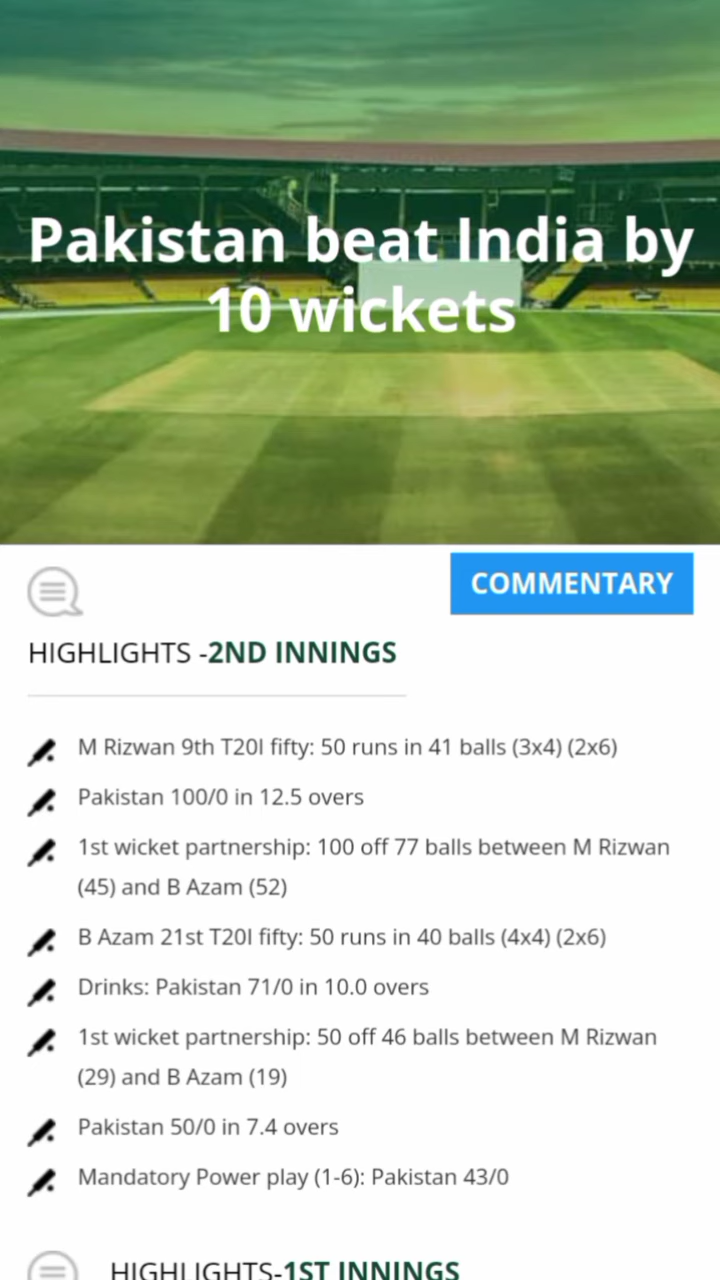 Pakistan beat India by
10 wickets
COMMENTARY
HIGHLIGHTS -2ND INNINGS
M Rizwan 9th T20I fifty: 50 runs in 41 balls (3x4) (2x6)
Pakistan 100/0 in 12.5 overs
1st wicket partnership: 100 off 77 balls between M Rizwan
(45) and B Azam (52)
B Azam 21st T20I fifty: 50 runs in 40 balls (4x4) (2x6)
Drinks: Pakistan 71/0 in 10.0 overs
1st wicket partnership: 50 off 46 balls between M Rizwan
(29) and B Azam (19)
Pakistan 50/0 in 7.4 overs
Mandatory Power play (1-6): Pakistan 43/0
HIGHLIGHTS-1ST INNINGS